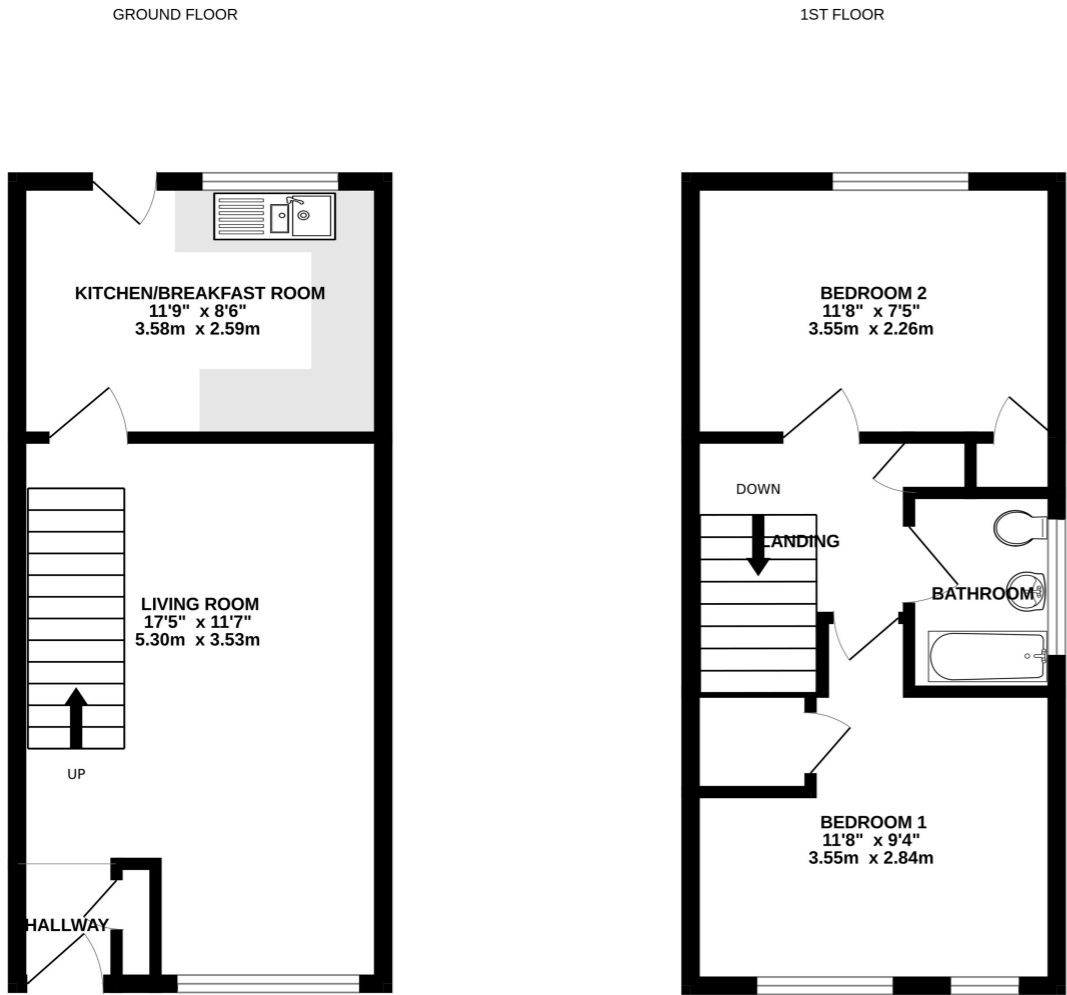 GROUND FLOOR
KITCHEN/BREAKFAST ROOM
11'9" x 8'6"
3.58m x 2.59m
LIVING ROOM
17'5" x 11'7"
5.30m x 3.53m
UP
HALLWAY
1ST FLOOR
BEDROOM 2
11'8" x 7'5"
3.55m x 2.26m
DOWN
LANDING
BATHROOM
BEDROOM 1
11'8" x 9'4"
3.55m x 2.84m